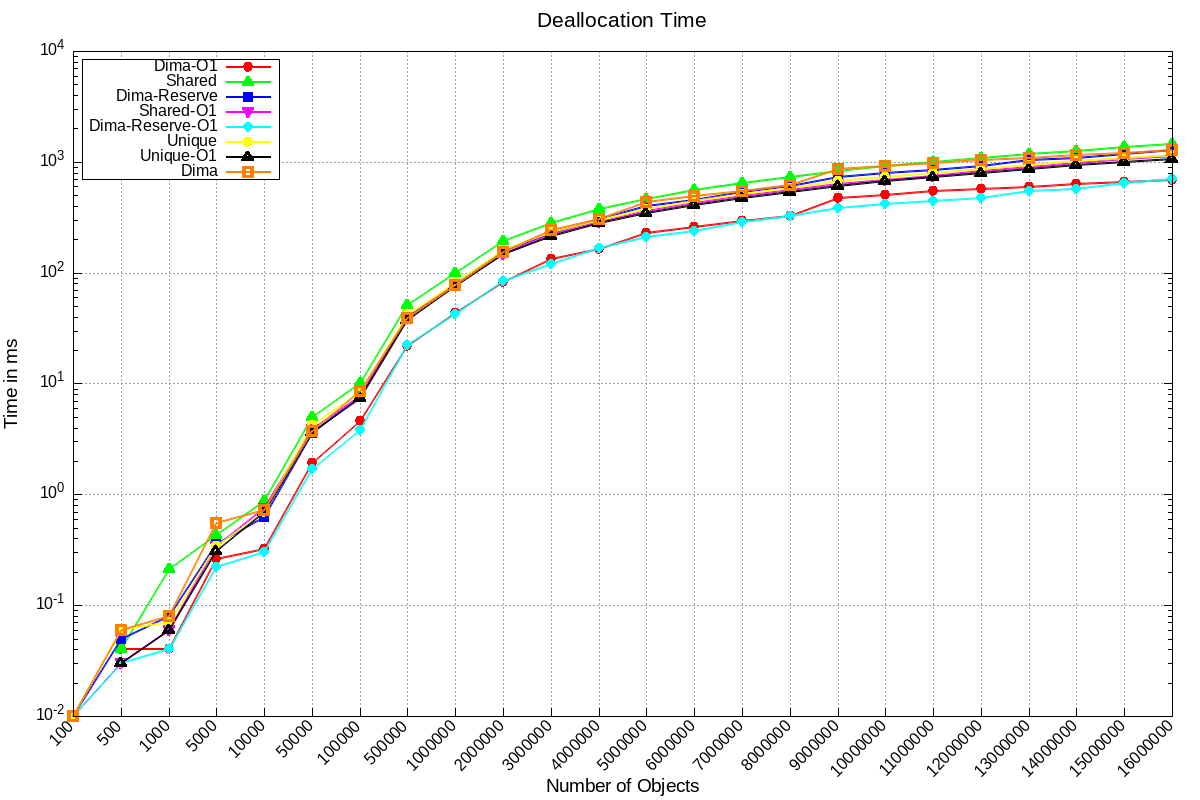 Deallocation Time
10^4
10^3
10^2
10^1
10^0
10^-1
10^-2
Time in ms
Dima-O1
Shared
Dima-Reserve
Shared-O1
Dima-Reserve-O1
Unique
Unique-O1
Dima
100
500
1000
5000
10000
50000
100000
500000
1000000
2000000
3000000
4000000
5000000
6000000
7000000
8000000
9000000
10000000
11000000
12000000
13000000
14000000
15000000
16000000
Number of Objects